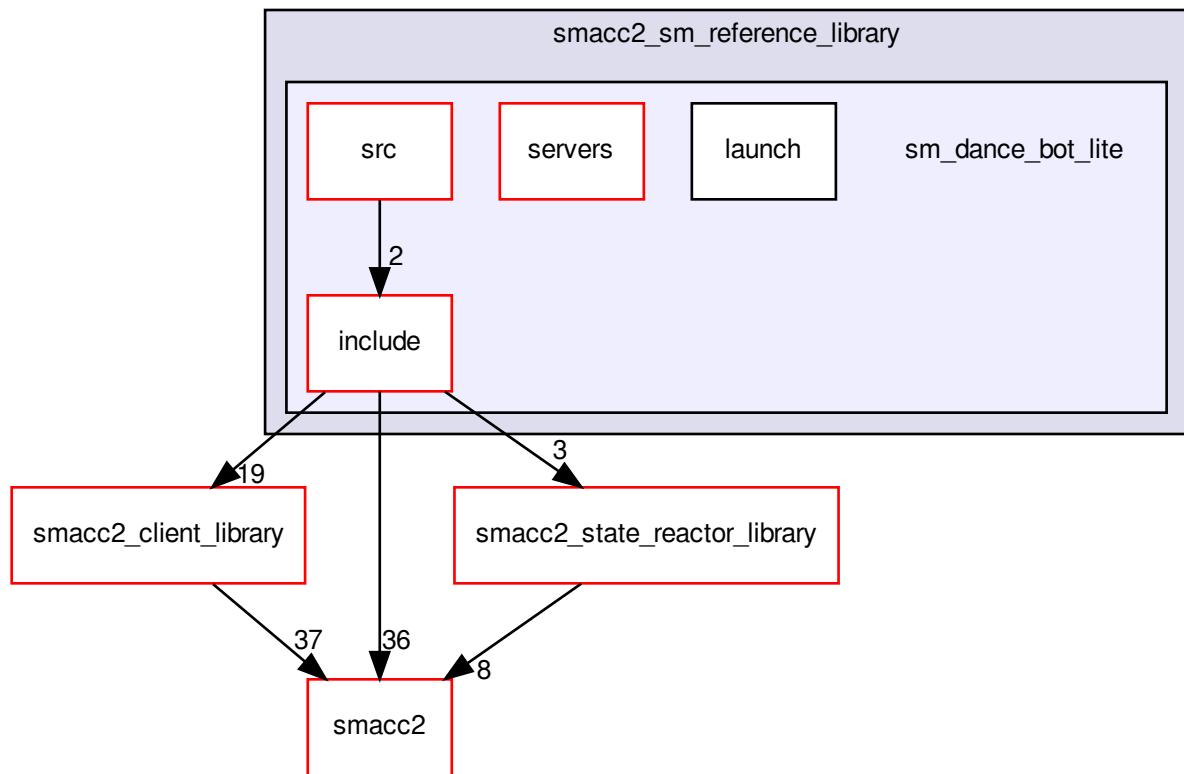 smacc2_sm_reference_library
src
servers
launch
sm_dance_bot_lite
2
include
19
3
smacc2_client_library
smacc2_state_reactor_library
37
36
8
smacc2